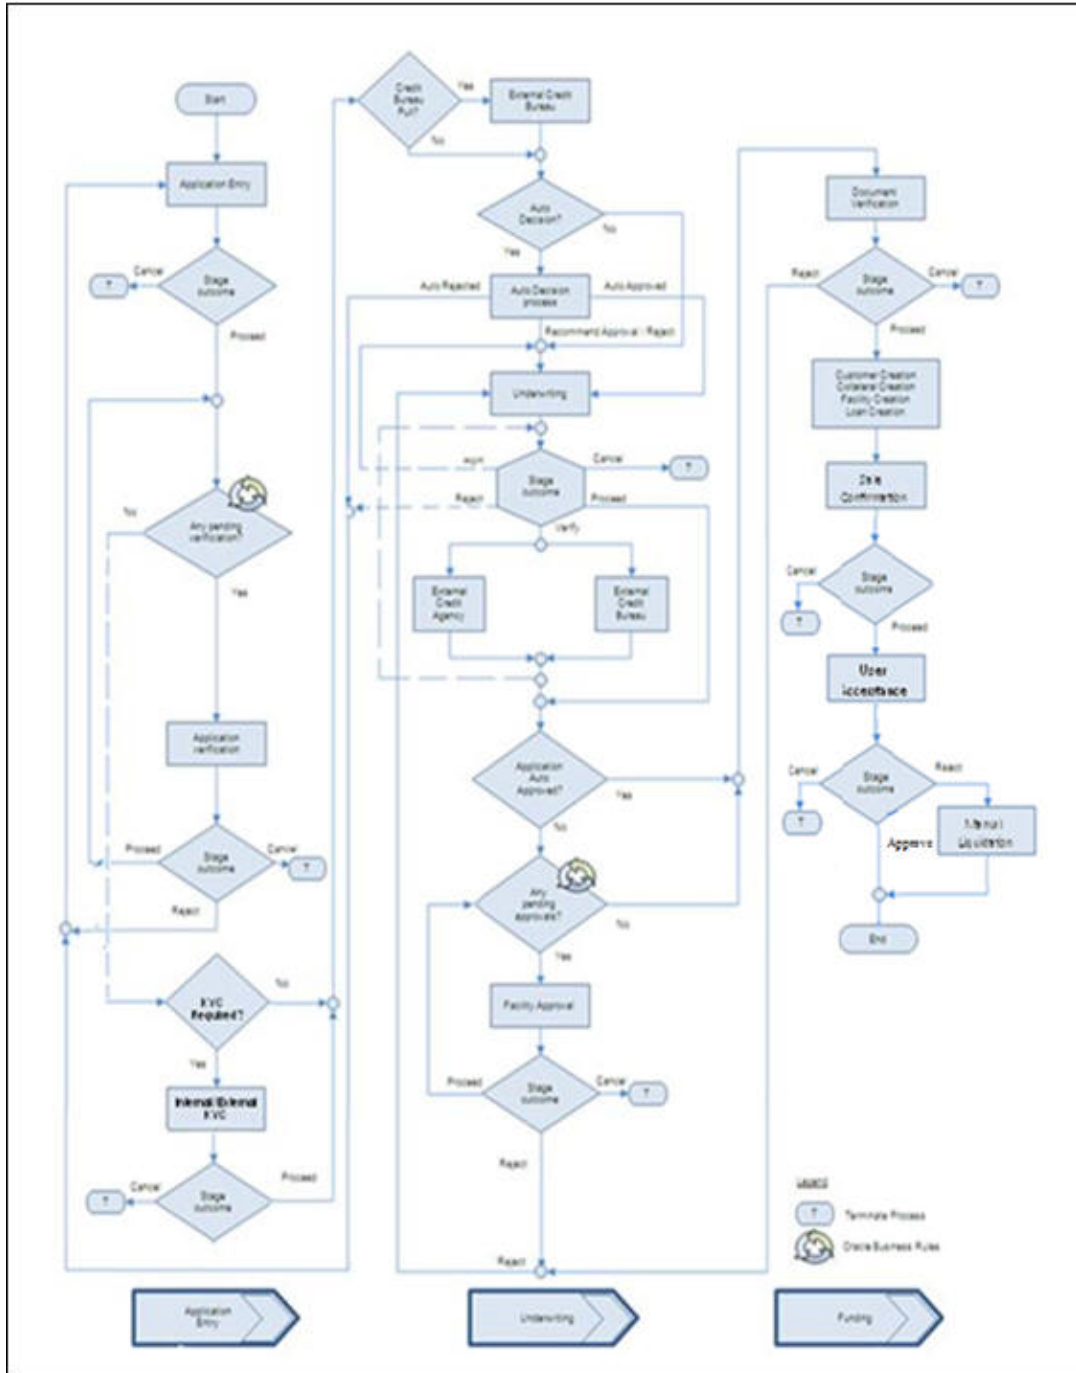 Start
Application Entry
Cancel
Stage
outcome
T
Proceed
No
Any pending
verification?
Yes
Application
verification
Proceed
Stage
outcome
Cancel
T
Reject
KYC
Required?
No
Yes
Internal/External
KYC
Cancel
T
Stage
outcome
Proceed
Application
Entry
Credit
Bureau
Pull?
Yes
External Credit
Bureau
No
Auto
Decision?
No
Yes
Auto Rejected
Auto Decision
process
Auto Approved
Recommend Approval / Reject
Underwriting
Cancel
T
Stage
outcome
Reject
Proceed
Verify
External
Credit
Agency
External
Credit
Bureau
Application
Auto
Approved?
Yes
No
Any
pending
approvals?
No
Yes
Facility Approval
Proceed
Stage
outcome
Cancel
T
Reject
Reject
Underwriting
Document
Verification
Reject
Stage
outcome
Cancel
T
Proceed
Customer Creation
Collateral Creation
Facility Creation
Loan Creation
Sale
Confirmation
Cancel
T
Stage
outcome
Proceed
User
Acceptance
Cancel
T
Stage
outcome
Reject
Approve
Manual
Liquidation
End
Legend
T
Terminate Process
Oracle Business Rules
Funding